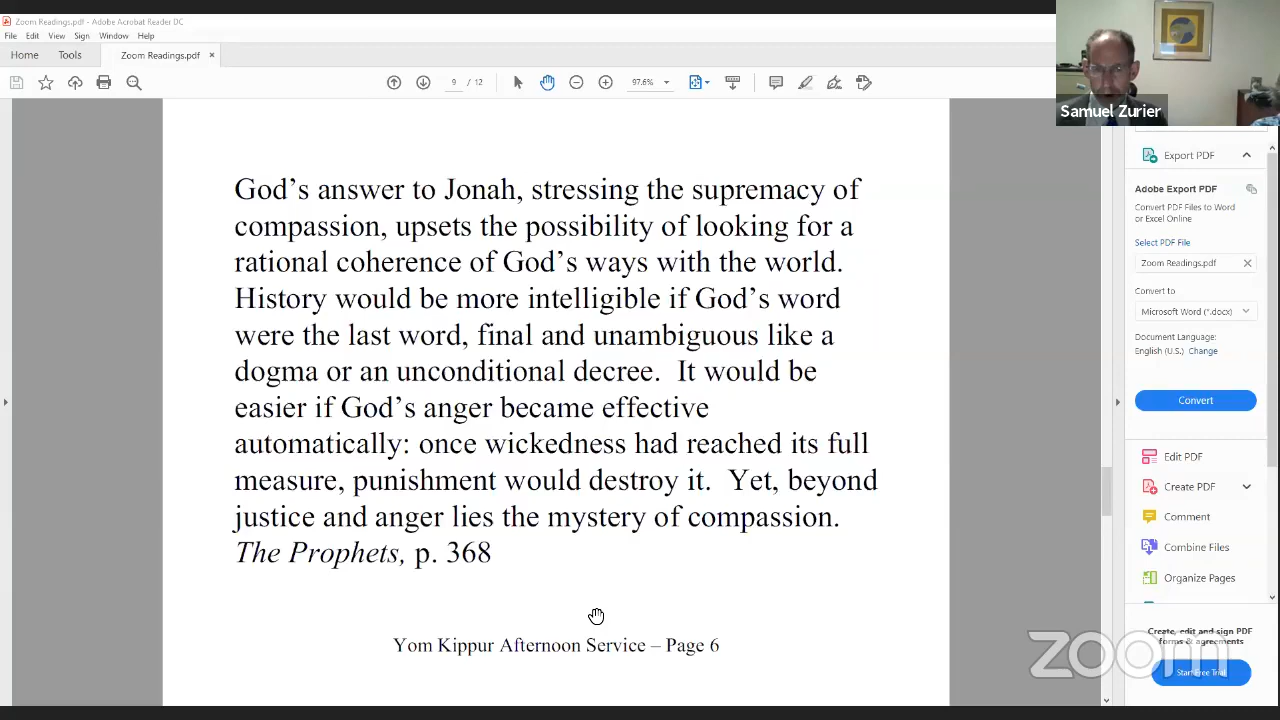 Zoom Readings.pdf - Adobe Acrobat Reader DC
File Edit View Sign Window Help
Home Tools Zoom Readings.pdf ×
9 / 12 97.6%
Samuel Zurier
God’s answer to Jonah, stressing the supremacy of
compassion, upsets the possibility of looking for a
rational coherence of God’s ways with the world.
History would be more intelligible if God’s word
were the last word, final and unambiguous like a
dogma or an unconditional decree.  It would be
easier if God’s anger became effective
automatically: once wickedness had reached its full
measure, punishment would destroy it.  Yet, beyond
justice and anger lies the mystery of compassion.
The Prophets, p. 368
Yom Kippur Afternoon Service – Page 6
Export PDF
Adobe Export PDF
Convert PDF Files to Word
or Excel Online
Select PDF File
Zoom Readings.pdf
Convert to
Microsoft Word (*.docx)
Document Language:
English (U.S.) Change
Convert
Edit PDF
Create PDF
Comment
Combine Files
Organize Pages
Create, edit and sign PDF
forms & agreements
Start Free Trial
zoom